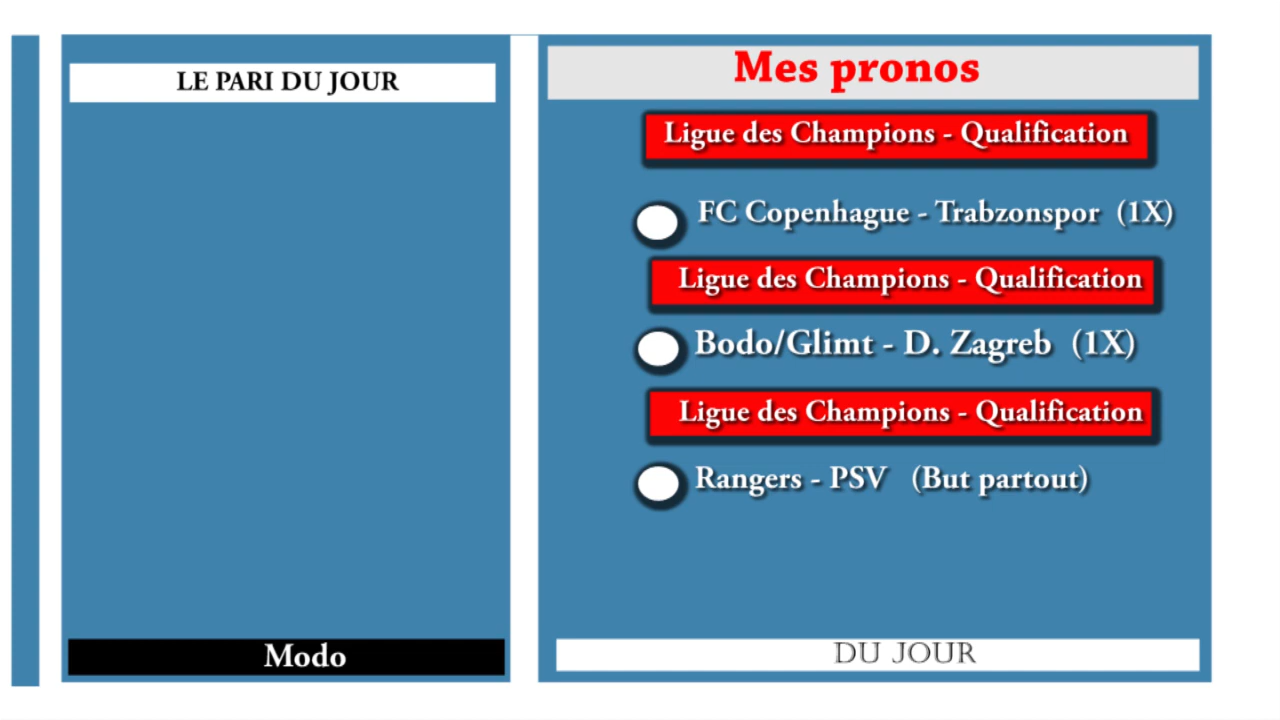 LE PARI DU JOUR
Modo
Mes pronos
Ligue des Champions - Qualification
FC Copenhague - Trabzonspor (1X)
Ligue des Champions - Qualification
Bodo/Glimt - D. Zagreb (1X)
Ligue des Champions - Qualification
Rangers - PSV (But partout)
DU JOUR